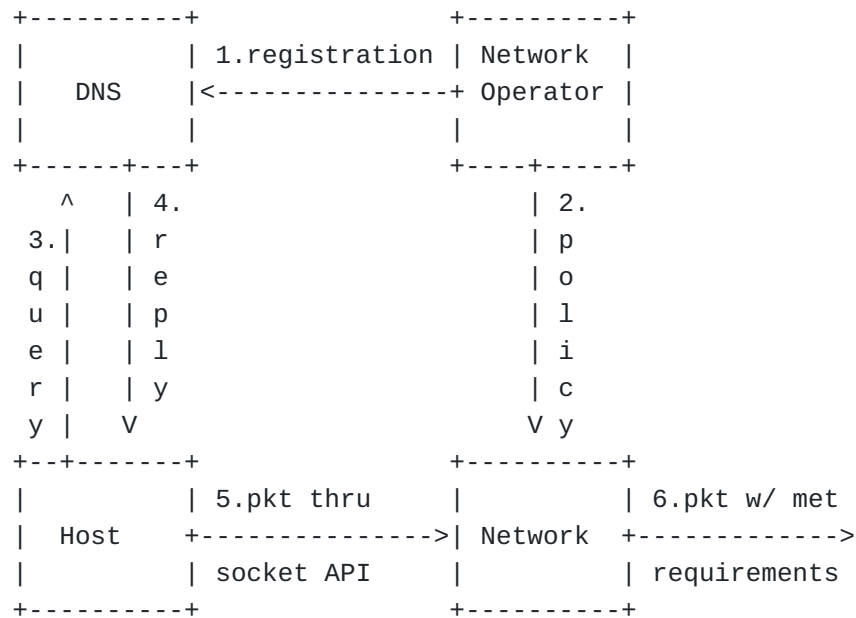 +----------+                +----------+
|          | 1.registration | Network  |
|   DNS    |<---------------+ Operator |
|          |                |          |
+------+---+                +----+-----+
   ^   | 4.                      | 2.
 3.|   | r                       | p
 q |   | e                       | o
 u |   | p                       | l
 e |   | l                       | i
 r |   | y                       | c
 y |   V                         V y
+--+-------+                +----------+
|          | 5.pkt thru     |          | 6.pkt w/ met
|  Host    +--------------->| Network  +------------->
|          | socket API     |          | requirements
+----------+                +----------+